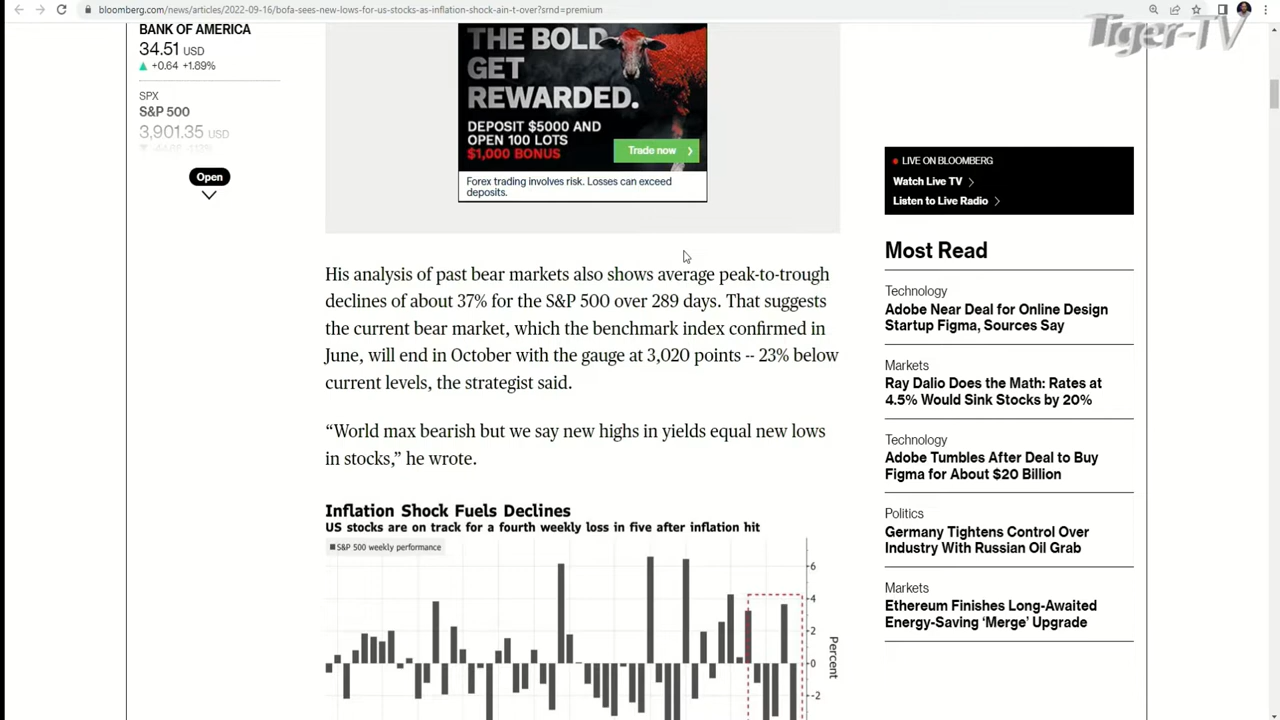 bloomberg.com/news/articles/2022-09-16/bofa-sees-new-lows-for-us-stocks-as-inflation-shock-ain-t-over?srnd=premium
Tiger-TV
BANK OF AMERICA
34.51 USD
+0.64 +1.89%
SPX
S&P 500
3,901.35 USD
Open
THE BOLD
GET
REWARDED.
DEPOSIT $5000 AND
OPEN 100 LOTS
$1,000 BONUS
Trade now
Forex trading involves risk. Losses can exceed
deposits.
His analysis of past bear markets also shows average peak-to-trough
declines of about 37% for the S&P 500 over 289 days. That suggests
the current bear market, which the benchmark index confirmed in
June, will end in October with the gauge at 3,020 points -- 23% below
current levels, the strategist said.
“World max bearish but we say new highs in yields equal new lows
in stocks,” he wrote.
Inflation Shock Fuels Declines
US stocks are on track for a fourth weekly loss in five after inflation hit
S&P 500 weekly performance
6
4
2
0
-2
Percent
LIVE ON BLOOMBERG
Watch Live TV
Listen to Live Radio
Most Read
Technology
Adobe Near Deal for Online Design
Startup Figma, Sources Say
Markets
Ray Dalio Does the Math: Rates at
4.5% Would Sink Stocks by 20%
Technology
Adobe Tumbles After Deal to Buy
Figma for About $20 Billion
Politics
Germany Tightens Control Over
Industry With Russian Oil Grab
Markets
Ethereum Finishes Long-Awaited
Energy-Saving ‘Merge’ Upgrade